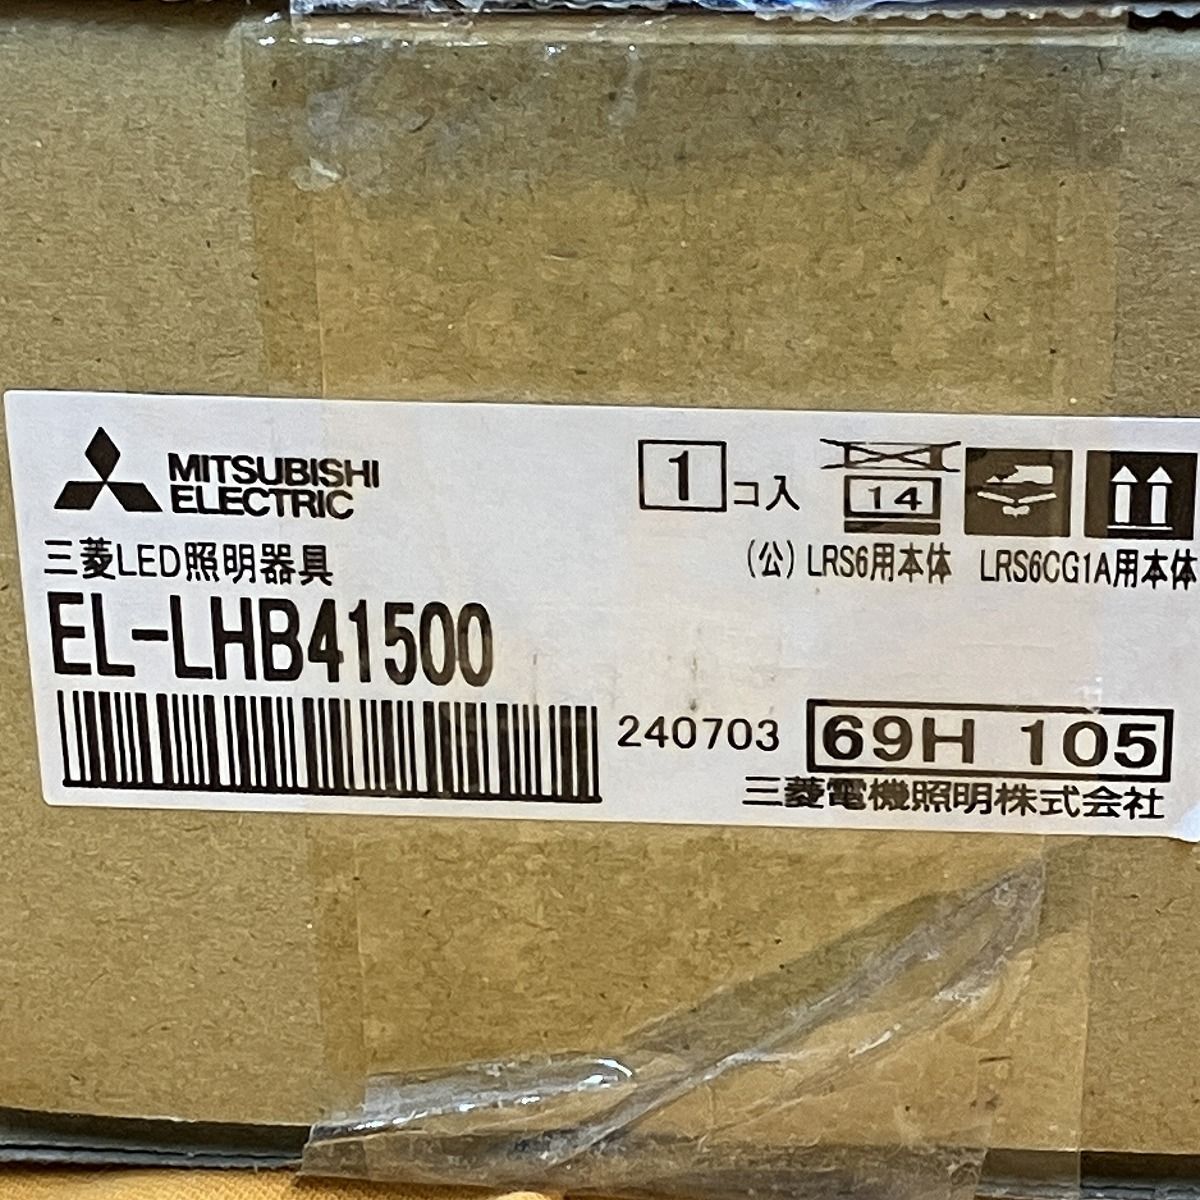 MITSUBISHI
ELECTRIC
1コ入
14
三菱LED照明器具
(公)LRS6用本体 LRS6CG1A用本体
EL-LHB41500
240703
69H 105
三菱電機照明株式会社